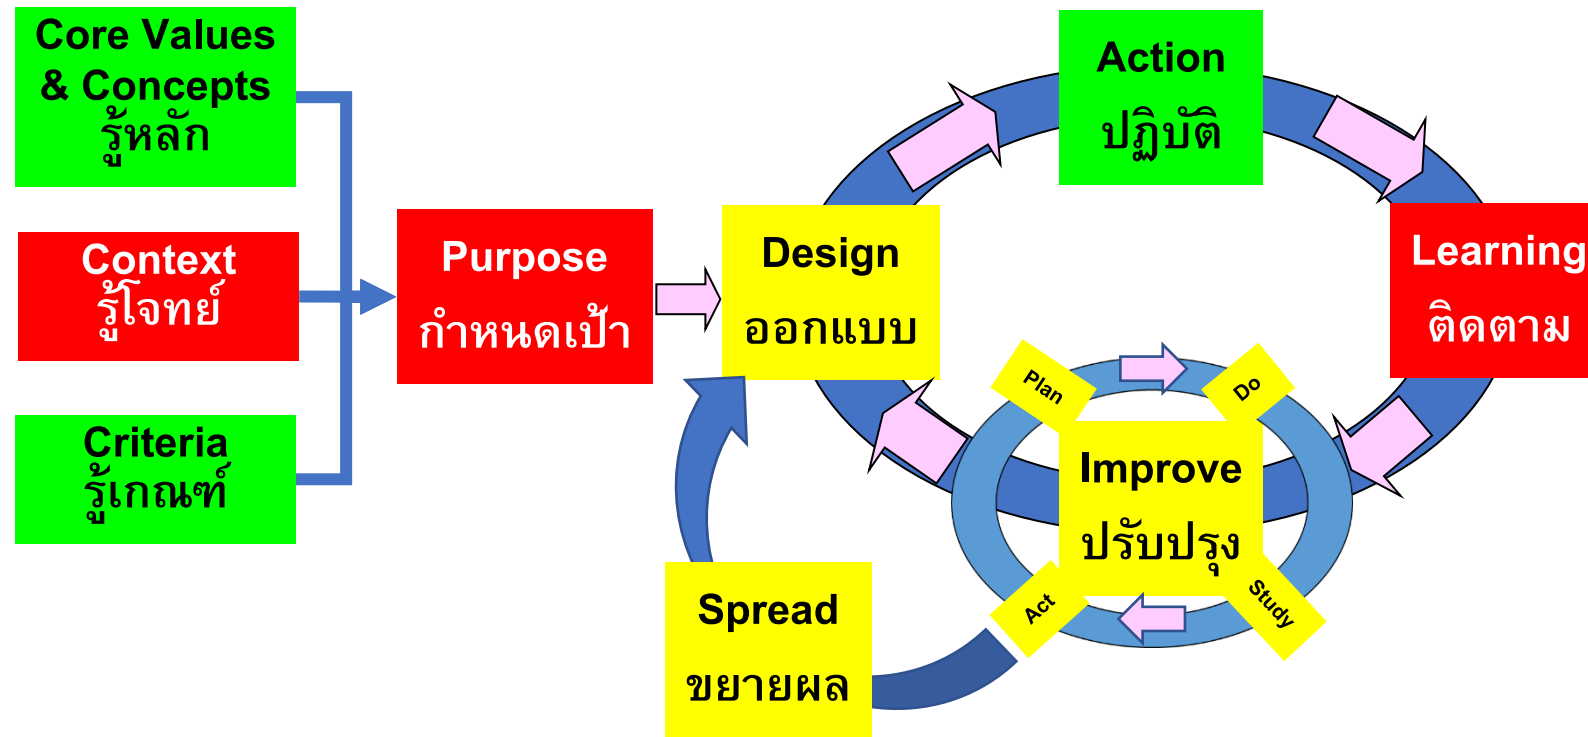 Core Values
& Concepts
รู้หลัก
Context
รู้โจทย์
Criteria
รู้เกณฑ์
Purpose
กำหนดเป้า
Design
ออกแบบ
Action
ปฏิบัติ
Learning
ติดตาม
Improve
ปรับปรุง
Plan
Do
Study
Act
Spread
ขยายผล